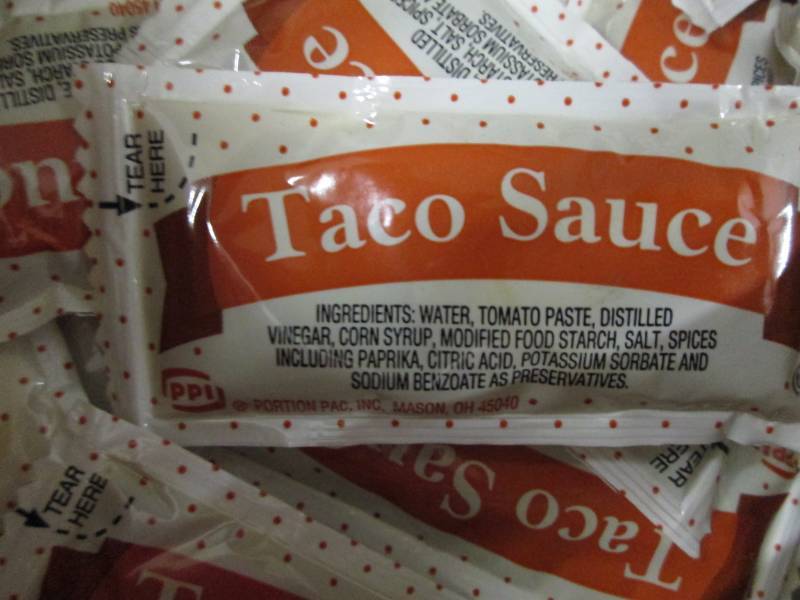 TEAR
HERE
Taco Sauce
INGREDIENTS: WATER, TOMATO PASTE, DISTILLED
VINEGAR, CORN SYRUP, MODIFIED FOOD STARCH, SALT, SPICES
INCLUDING PAPRIKA, CITRIC ACID, POTASSIUM SORBATE AND
SODIUM BENZOATE AS PRESERVATIVES.
PPI
PORTION PAC, INC. MASON, OH 45040
TEAR
HERE
Taco Sau
TEAR
HERE